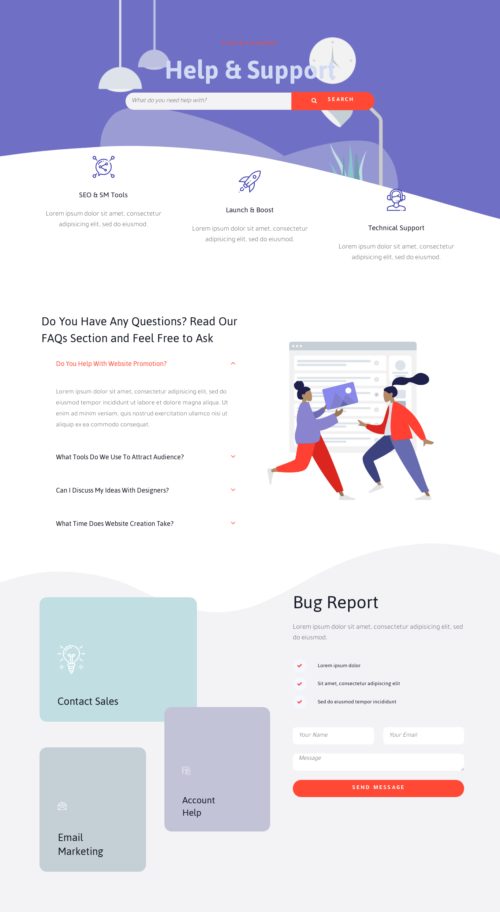 Help & Support
What do you need help with?
SEARCH
SEO & SM Tools
Lorem ipsum dolor sit amet, consectetur
adipiscing elit, sed do eiusmod.
Launch & Boost
Lorem ipsum dolor sit amet, consectetur
adipiscing elit, sed do eiusmod.
Technical Support
Lorem ipsum dolor sit amet, consectetur
adipiscing elit, sed do eiusmod.
Do You Have Any Questions? Read Our
FAQs Section and Feel Free to Ask
Do You Help With Website Promotion?
Lorem ipsum dolor sit amet, consectetur adipisicing elit, sed do
eiusmod tempor incididunt ut labore et dolore magna aliqua. Ut
enim ad minim veniam, quis nostrud exercitation ullamco nisi ut
aliquip ex ea commodo consequat.
What Tools Do We Use To Attract Audience?
Can I Discuss My Ideas With Designers?
What Time Does Website Creation Take?
Bug Report
Lorem ipsum dolor sit amet, consectetur adipisicing elit, sed
do eiusmod.
Lorem ipsum dolor
Sit amet, consectetur adipisicing elit
Sed do eiusmod tempor incididunt
Your Name
Your Email
Message
SEND MESSAGE
Contact Sales
Account
Help
Email
Marketing